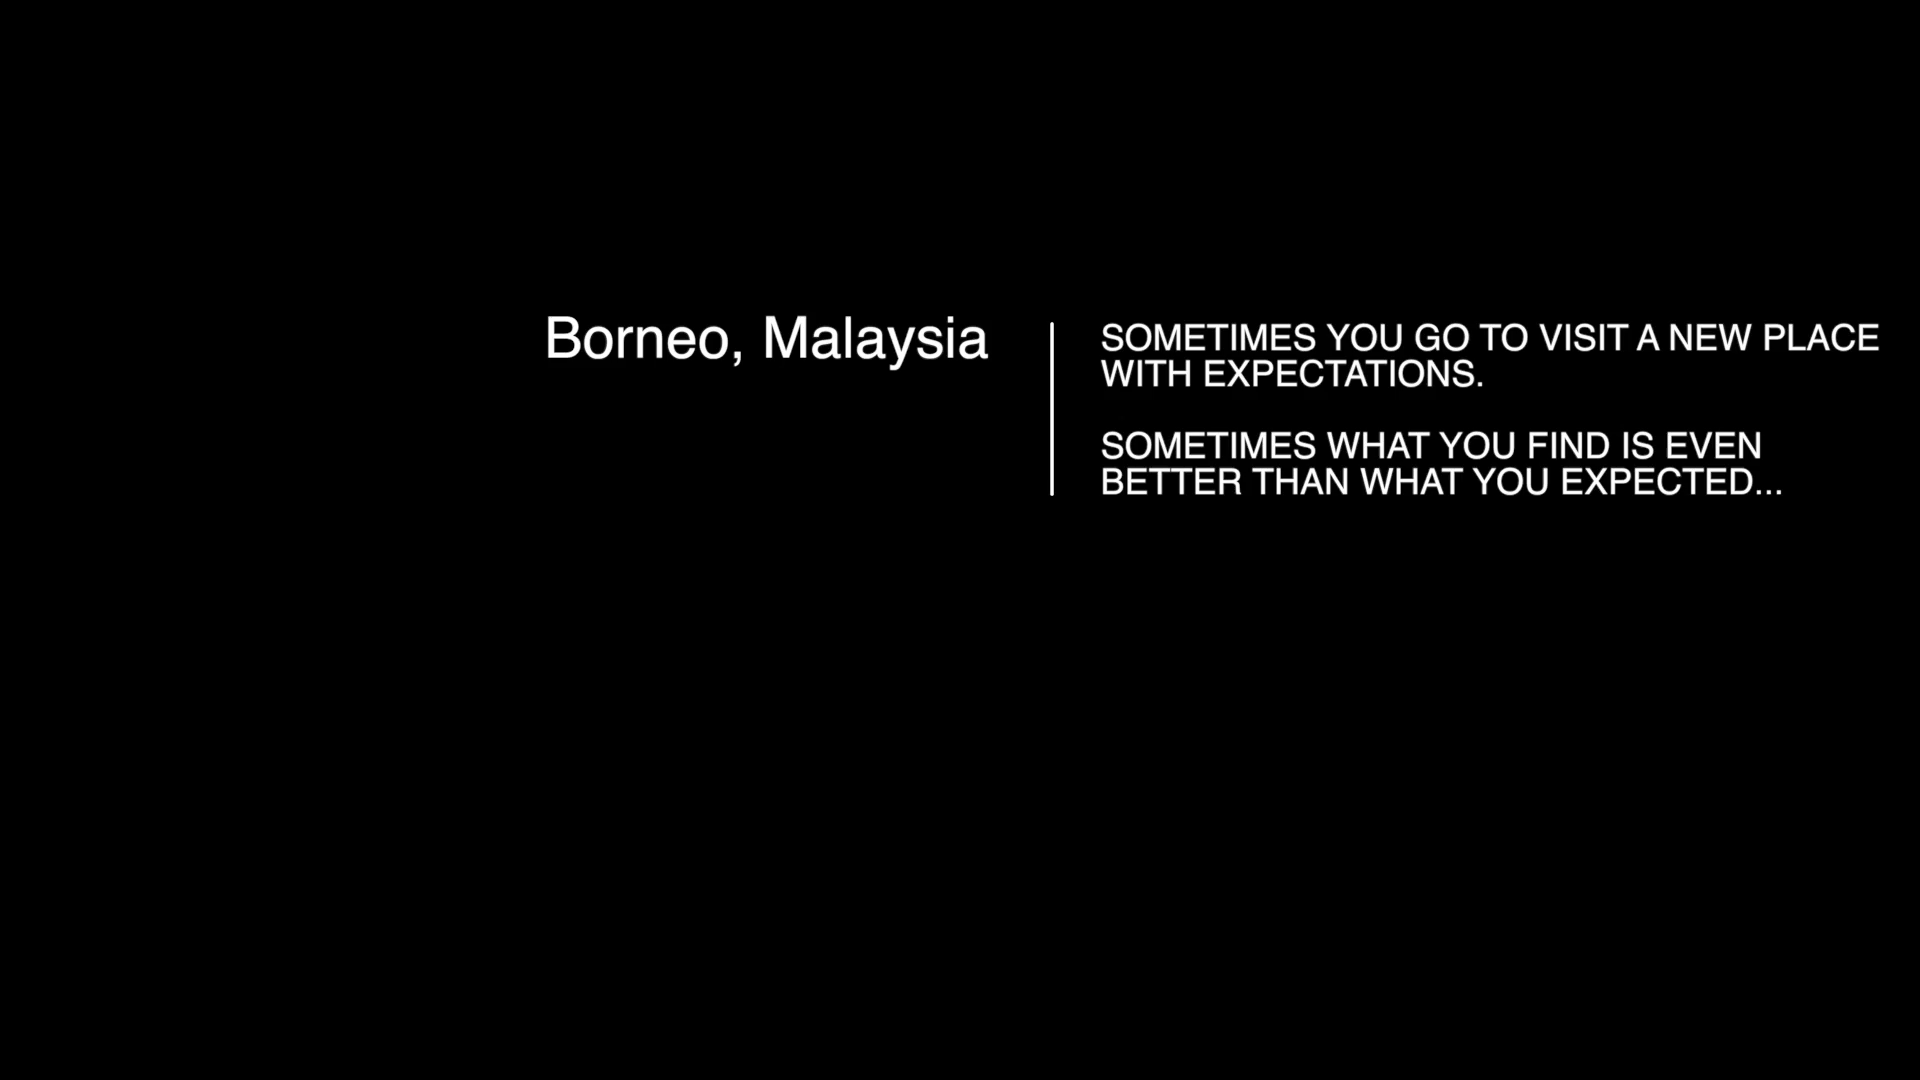 Borneo, Malaysia
SOMETIMES YOU GO TO VISIT A NEW PLACE
WITH EXPECTATIONS.
SOMETIMES WHAT YOU FIND IS EVEN
BETTER THAN WHAT YOU EXPECTED...